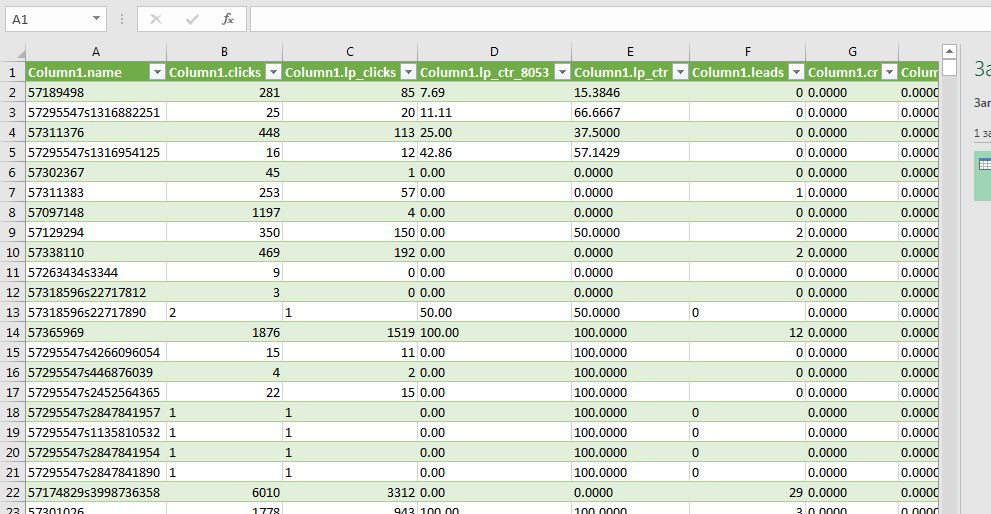 A1 fx
A B C D E F G
1 Column1.name Column1.clicks Column1.lp_clicks Column1.lp_ctr_8053 Column1.lp_ctr Column1.leads Column1.cr Colum
2 57189498 281 85 7.69 15.3846 0 0.0000 0.0000
3 57295547s1316882251 25 20 11.11 66.6667 0 0.0000 0.0000
4 57311376 448 113 25.00 37.5000 0 0.0000 0.0000
5 57295547s1316954125 16 12 42.86 57.1429 0 0.0000 0.0000
6 57302367 45 1 0.00 0.0000 0 0.0000 0.0000
7 57311383 253 57 0.00 0.0000 1 0.0000 0.0000
8 57097148 1197 4 0.00 0.0000 0 0.0000 0.0000
9 57129294 350 150 0.00 50.0000 2 0.0000 0.0000
10 57338110 469 192 0.00 0.0000 2 0.0000 0.0000
11 57263434s3344 9 0 0.00 0.0000 0 0.0000 0.0000
12 57318596s22717812 3 0 0.00 0.0000 0 0.0000 0.0000
13 57318596s22717890 2 1 50.00 50.0000 0 0.0000 0.0000
14 57365969 1876 1519 100.00 100.0000 12 0.0000 0.0000
15 57295547s4266096054 15 11 0.00 100.0000 0 0.0000 0.0000
16 57295547s446876039 4 2 0.00 100.0000 0 0.0000 0.0000
17 57295547s2452564365 22 15 0.00 100.0000 0 0.0000 0.0000
18 57295547s2847841957 1 1 0.00 100.0000 0 0.0000 0.0000
19 57295547s1135810532 1 1 0.00 100.0000 0 0.0000 0.0000
20 57295547s2847841954 1 1 0.00 100.0000 0 0.0000 0.0000
21 57295547s2847841890 1 1 0.00 100.0000 0 0.0000 0.0000
22 57174829s3998736358 6010 3312 0.00 0.0000 29 0.0000 0.0000
23 57301026 1778 943 100.00 100.0000 3 0.0000 0.0000
За
Заг
1 за